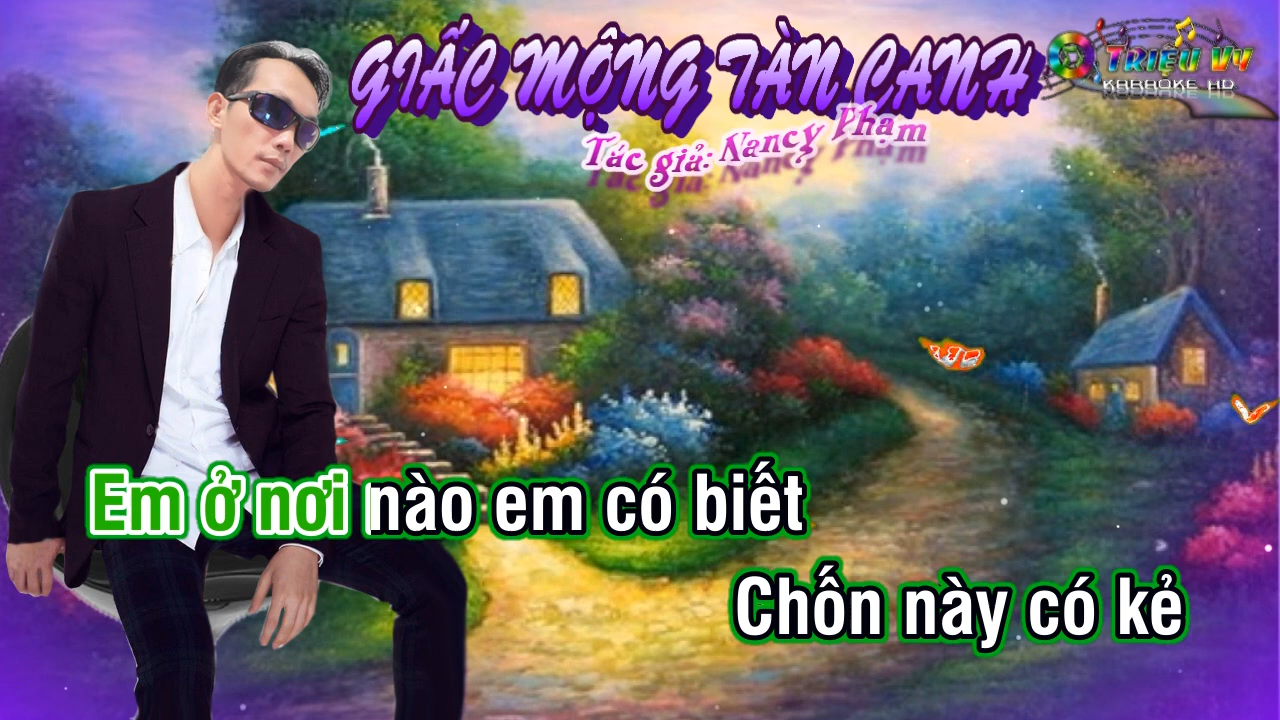 GIẤC MỘNG TÀN CANH
Tác giả: Nancy Phạm
TRIỆU VY
KARAOKE HD
Em ở nơi nào em có biết
Chốn này có kẻ